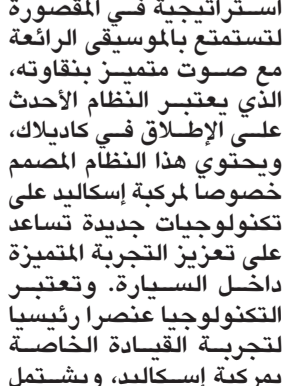 استراتيجية في المقصورة
لتستمتع بالموسيقى الرائعة
مع صوت متميز بنقاوته،
الذي يعتبر النظام الأحدث
على الإطلاق في كاديلاك،
ويحتوي هذا النظام المصمم
خصوصا لمركبة إسكاليد على
تكنولوجيات جديدة تساعد
على تعزيز التجربة المتميزة
داخل السيارة. وتعتبر
التكنولوجيا عنصرا رئيسيا
لتجربة القيادة الخاصة
بمركبة إسكاليد، ويشتمل